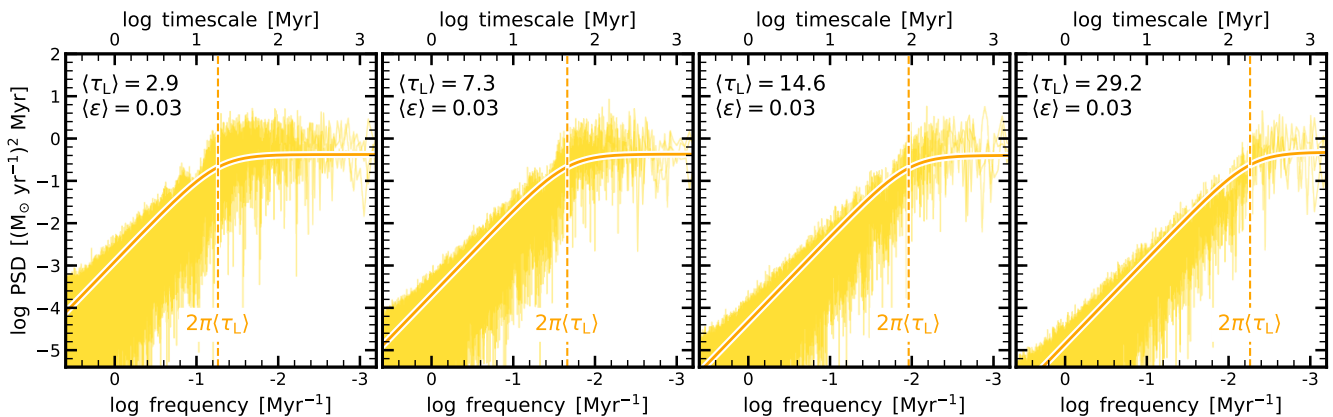 log timescale [Myr] log timescale [Myr] log timescale [Myr] log timescale [Myr]
0 1 2 3 0 1 2 3 0 1 2 3 0 1 2 3
2
1
0
−1
−2
−3
−4
−5
log PSD [(M⊙ yr⁻¹)² Myr]
⟨τL⟩ = 2.9
⟨ε⟩ = 0.03
2π⟨τL⟩
⟨τL⟩ = 7.3
⟨ε⟩ = 0.03
2π⟨τL⟩
⟨τL⟩ = 14.6
⟨ε⟩ = 0.03
2π⟨τL⟩
⟨τL⟩ = 29.2
⟨ε⟩ = 0.03
2π⟨τL⟩
0 -1 -2 -3 0 -1 -2 -3 0 -1 -2 -3 0 -1 -2 -3
log frequency [Myr⁻¹] log frequency [Myr⁻¹] log frequency [Myr⁻¹] log frequency [Myr⁻¹]